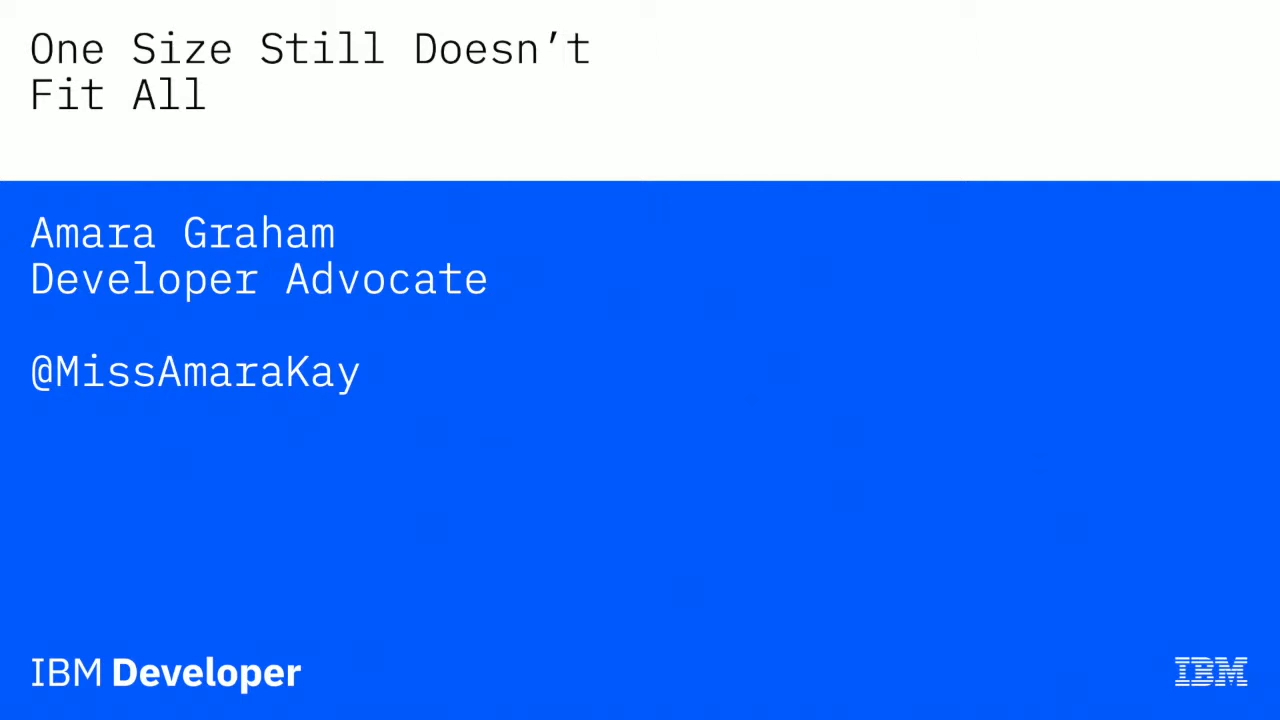 One Size Still Doesn’t
Fit All
Amara Graham
Developer Advocate
@MissAmaraKay
IBM Developer
IBM